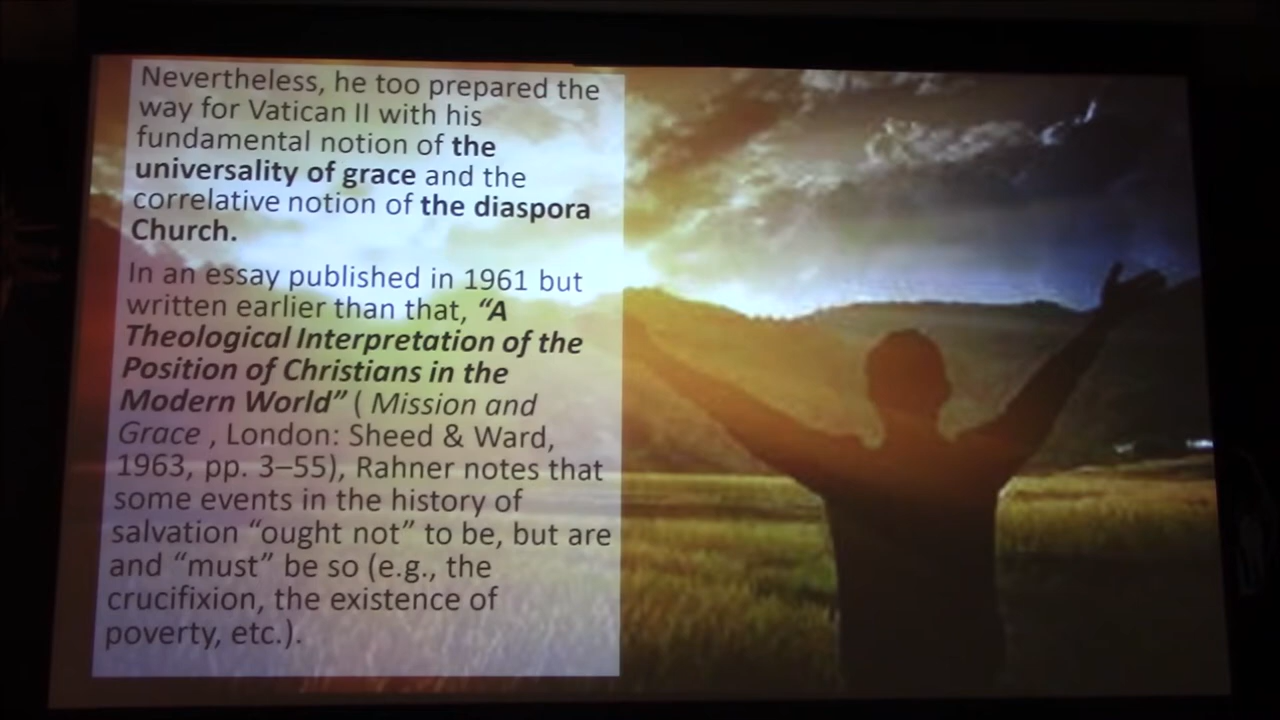 Nevertheless, he too prepared the
way for Vatican II with his
fundamental notion of the
universality of grace and the
correlative notion of the diaspora
Church.
In an essay published in 1961 but
written earlier than that, “A
Theological Interpretation of the
Position of Christians in the
Modern World” ( Mission and
Grace , London: Sheed & Ward,
1963, pp. 3–55), Rahner notes that
some events in the history of
salvation “ought not” to be, but are
and “must” be so (e.g., the
crucifixion, the existence of
poverty, etc.).